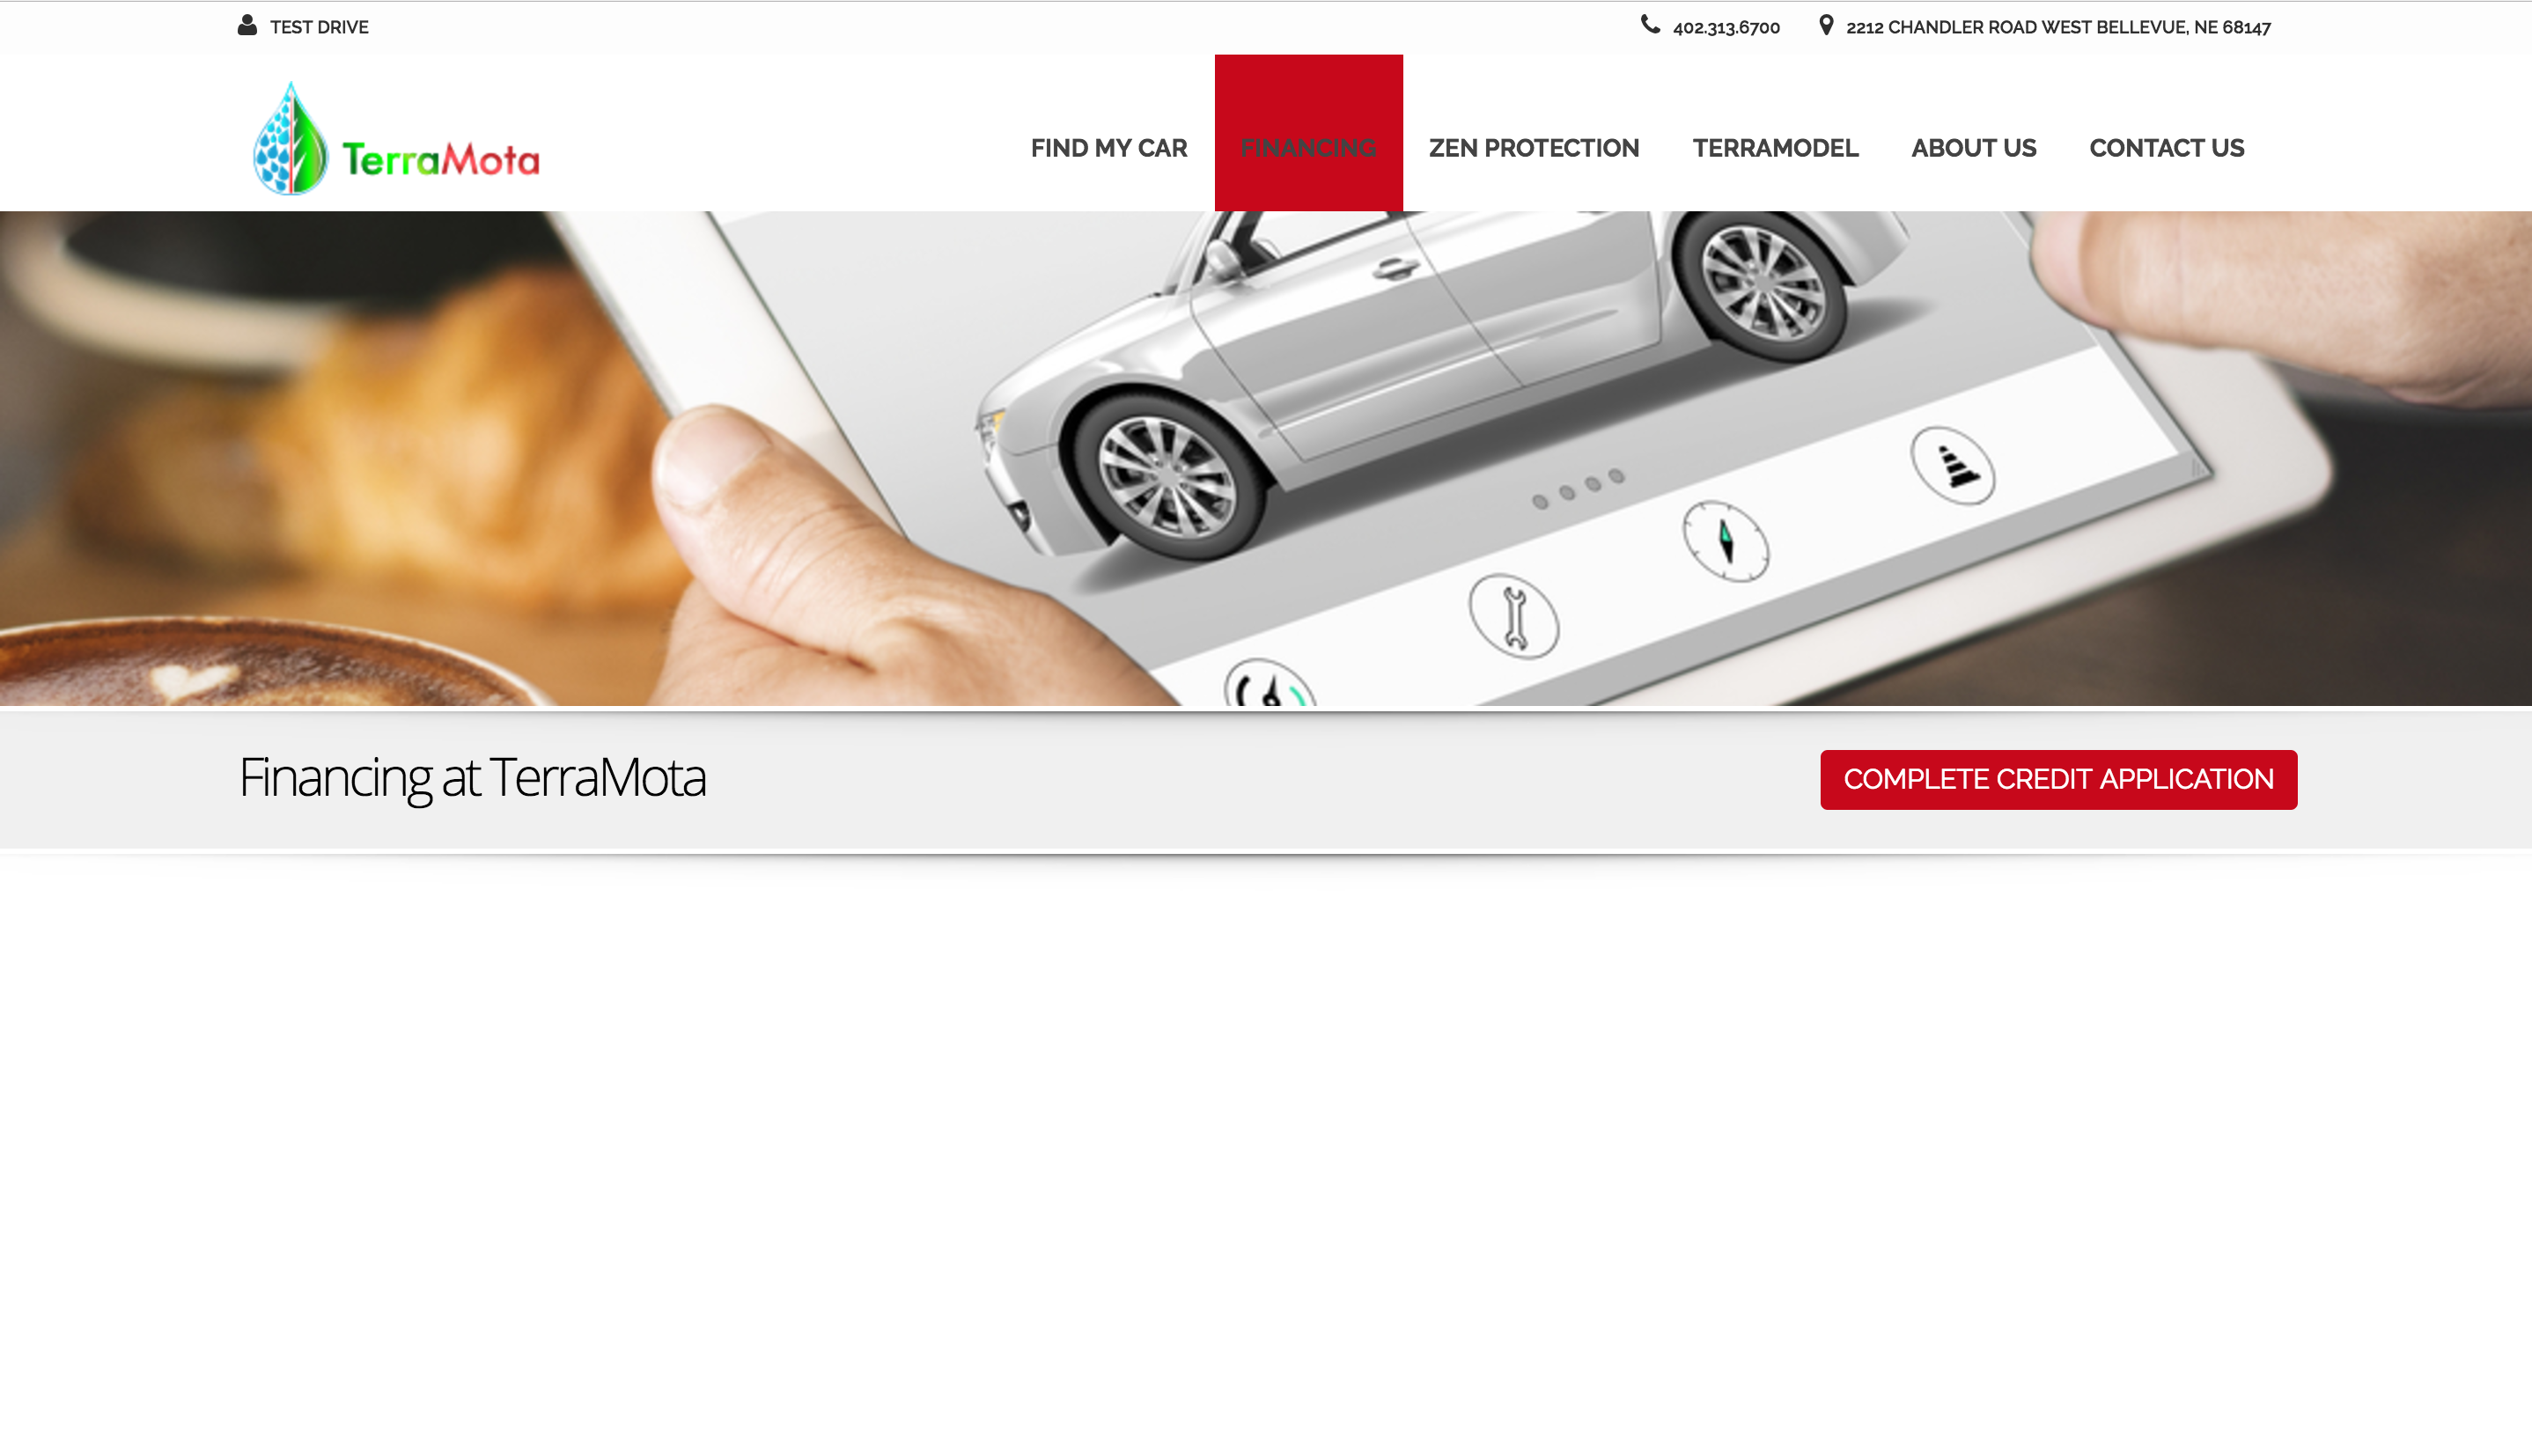 TEST DRIVE
402.313.6700
2212 CHANDLER ROAD WEST BELLEVUE, NE 68147
TerraMota
FIND MY CAR
FINANCING
ZEN PROTECTION
TERRAMODEL
ABOUT US
CONTACT US
Financing at TerraMota
COMPLETE CREDIT APPLICATION